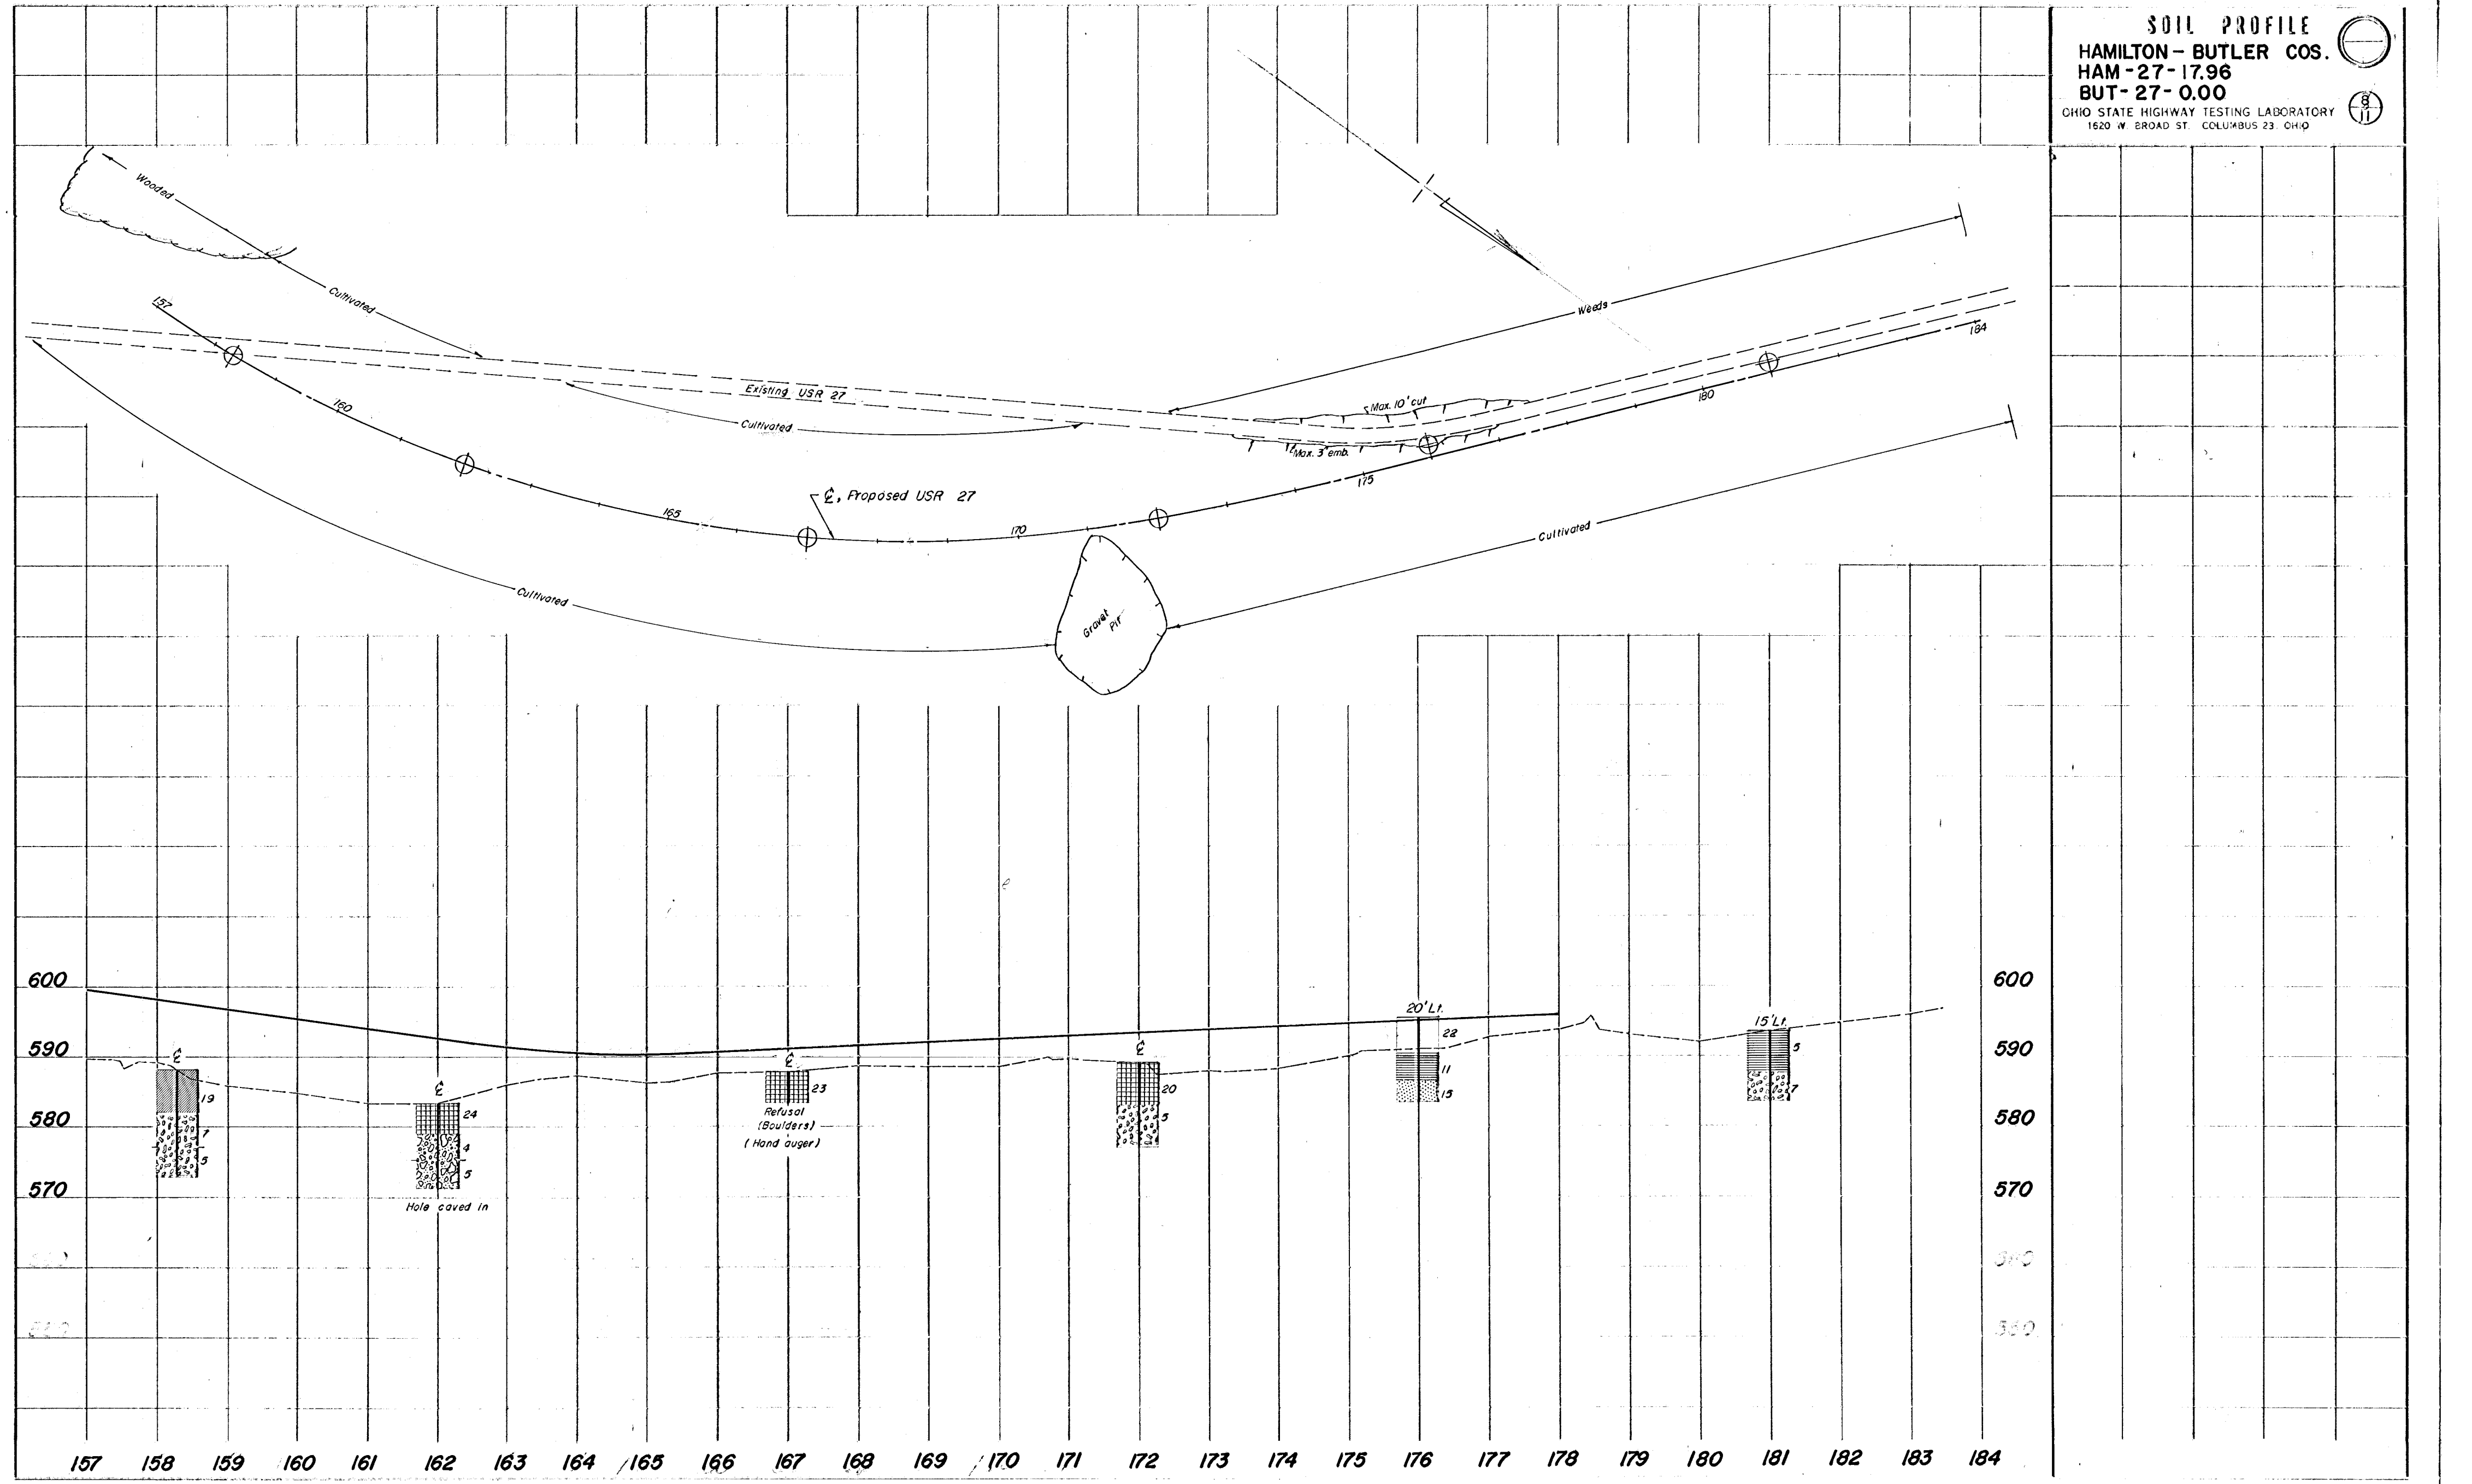 SOIL PROFILE
HAMILTON - BUTLER COS.
HAM - 27 - 17.96
BUT - 27 - 0.00
OHIO STATE HIGHWAY TESTING LABORATORY
1620 W. BROAD ST. COLUMBUS 23. OHIO
8
11
Wooded
Cultivated
157
Weeds
184
Existing USR 27
Max. 10' cut
180
160
Cultivated
Max. 3' emb.
175
℄, Proposed USR 27
165
170
Cultivated
Cultivated
Gravel
Pit
600
600
20' Lt.
15' Lt.
22
590
℄
℄
℄
5
590
11
19
℄
23
20
15
7
24
Refusal
580
7
(Boulders)
5
580
4
(Hand auger)
5
5
570
Hole caved in
570
560
157 158 159 160 161 162 163 164 165 166 167 168 169 170 171 172 173 174 175 176 177 178 179 180 181 182 183 184